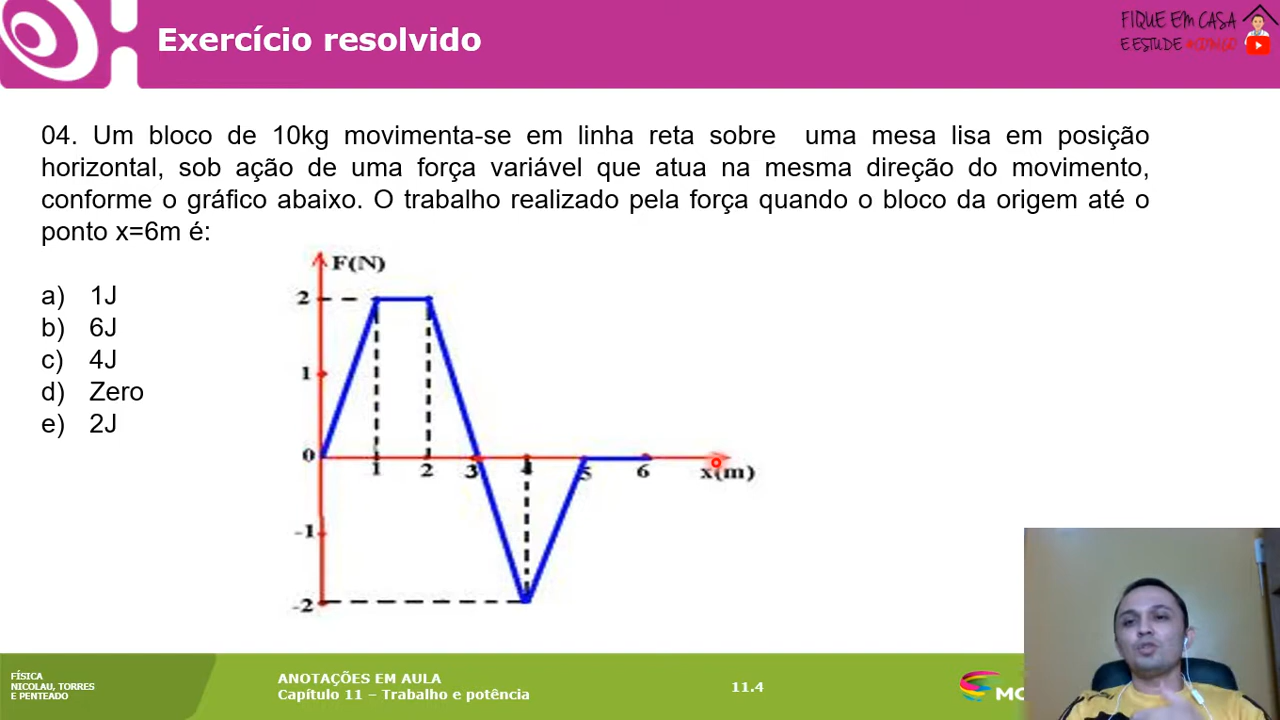 Exercício resolvido
FIQUE EM CASA
E ESTUDE #COMGO
04. Um bloco de 10kg movimenta-se em linha reta sobre uma mesa lisa em posição
horizontal, sob ação de uma força variável que atua na mesma direção do movimento,
conforme o gráfico abaixo. O trabalho realizado pela força quando o bloco da origem até o
ponto x=6m é:
a) 1J
b) 6J
c) 4J
d) Zero
e) 2J
F(N)
2
1
0
-1
-2
1 2 3 4 5 6 x(m)
FÍSICA
NICOLAU, TORRES
E PENTEADO
ANOTAÇÕES EM AULA
Capítulo 11 – Trabalho e potência
11.4